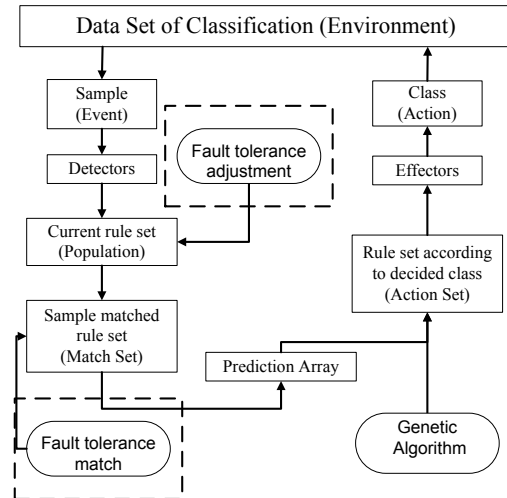 Data Set of Classification (Environment)
Sample
(Event)
Class
(Action)
Fault tolerance
adjustment
Detectors
Effectors
Current rule set
(Population)
Rule set according
to decided class
(Action Set)
Sample matched
rule set
(Match Set)
Prediction Array
Fault tolerance
match
Genetic
Algorithm